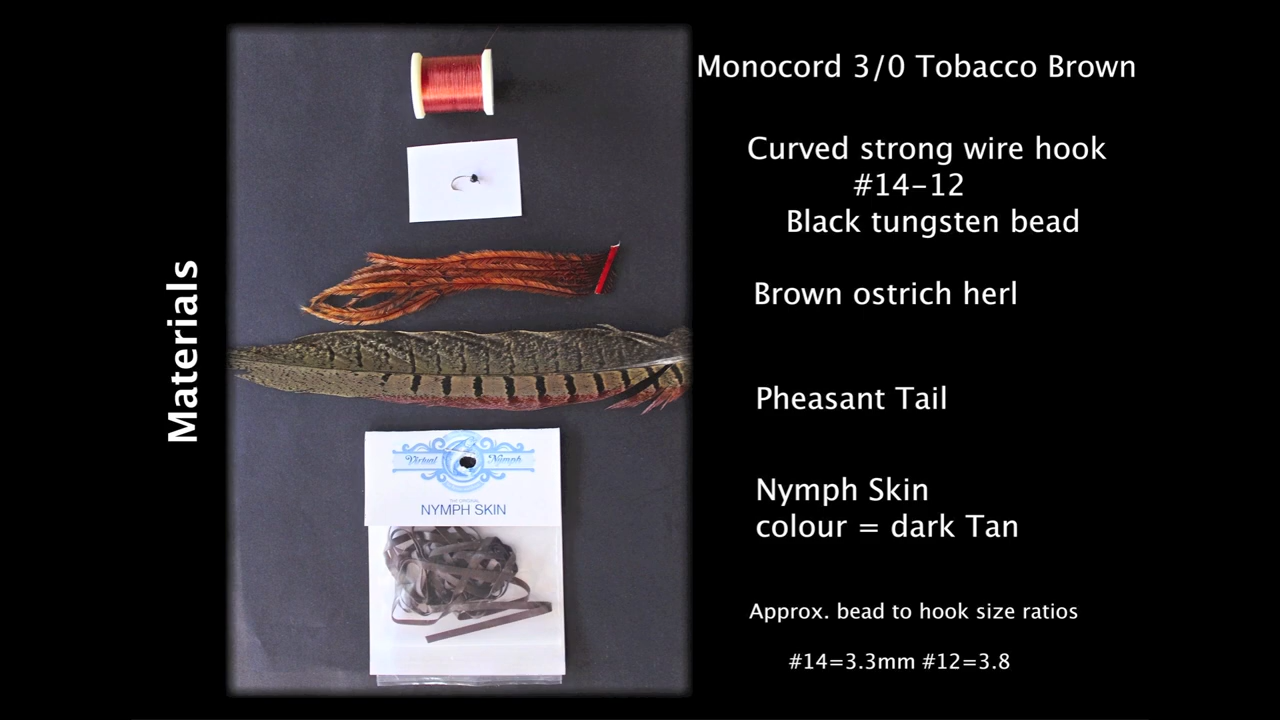 Materials
Monocord 3/0 Tobacco Brown
Curved strong wire hook
#14-12
Black tungsten bead
Brown ostrich herl
Pheasant Tail
Virtual Nymph
THE ORIGINAL
NYMPH SKIN
Nymph Skin
colour = dark Tan
Approx. bead to hook size ratios
#14=3.3mm #12=3.8